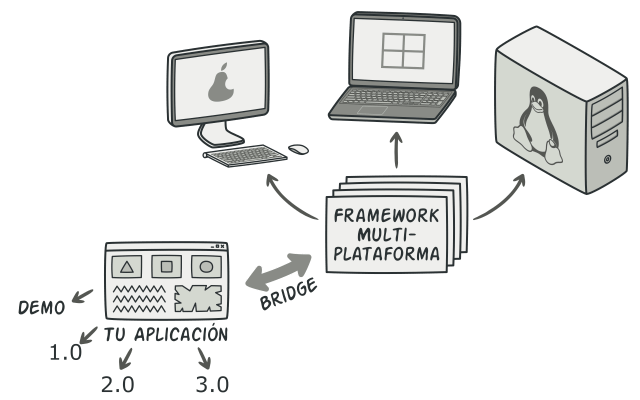 FRAMEWORK
MULTI-
PLATAFORMA
BRIDGE
DEMO
TU APLICACIÓN
1.0
2.0
3.0